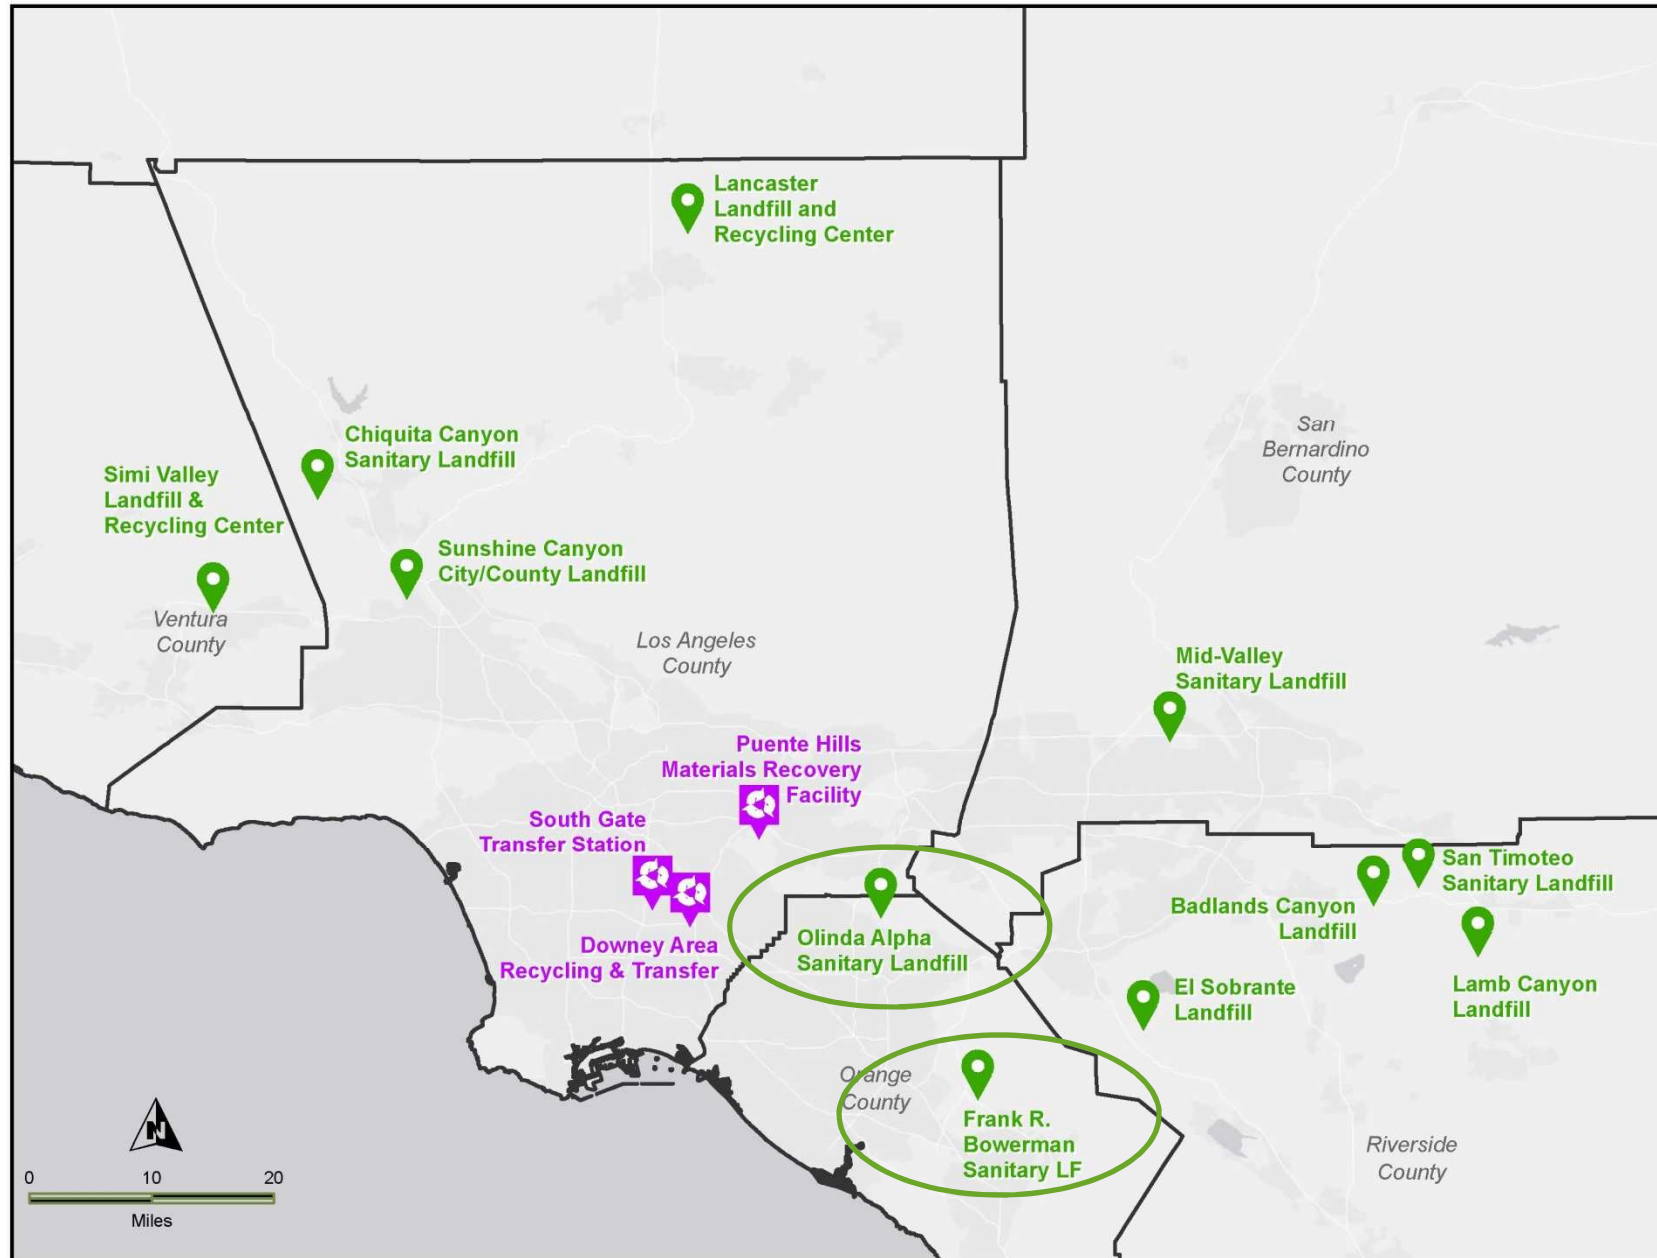 Lancaster
Landfill and
Recycling Center
Chiquita Canyon
Sanitary Landfill
Simi Valley
Landfill &
Recycling Center
Sunshine Canyon
City/County Landfill
San
Bernardino
County
Ventura
County
Los Angeles
County
Mid-Valley
Sanitary Landfill
Puente Hills
Materials Recovery
Facility
South Gate
Transfer Station
San Timoteo
Sanitary Landfill
Badlands Canyon
Landfill
Olinda Alpha
Sanitary Landfill
Downey Area
Recycling & Transfer
El Sobrante
Landfill
Lamb Canyon
Landfill
Orange
County
Frank R.
Bowerman
Sanitary LF
Riverside
County
N
0 10 20
Miles